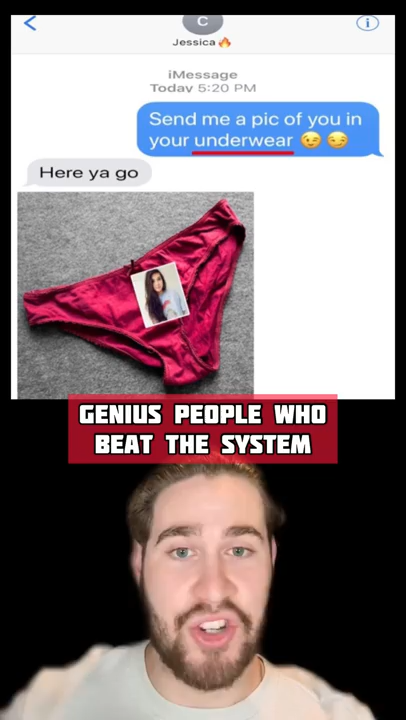 C
Jessica🔥
iMessage
Today 5:20 PM
Send me a pic of you in
your underwear 😉 😏
Here ya go
GENIUS PEOPLE WHO
BEAT THE SYSTEM